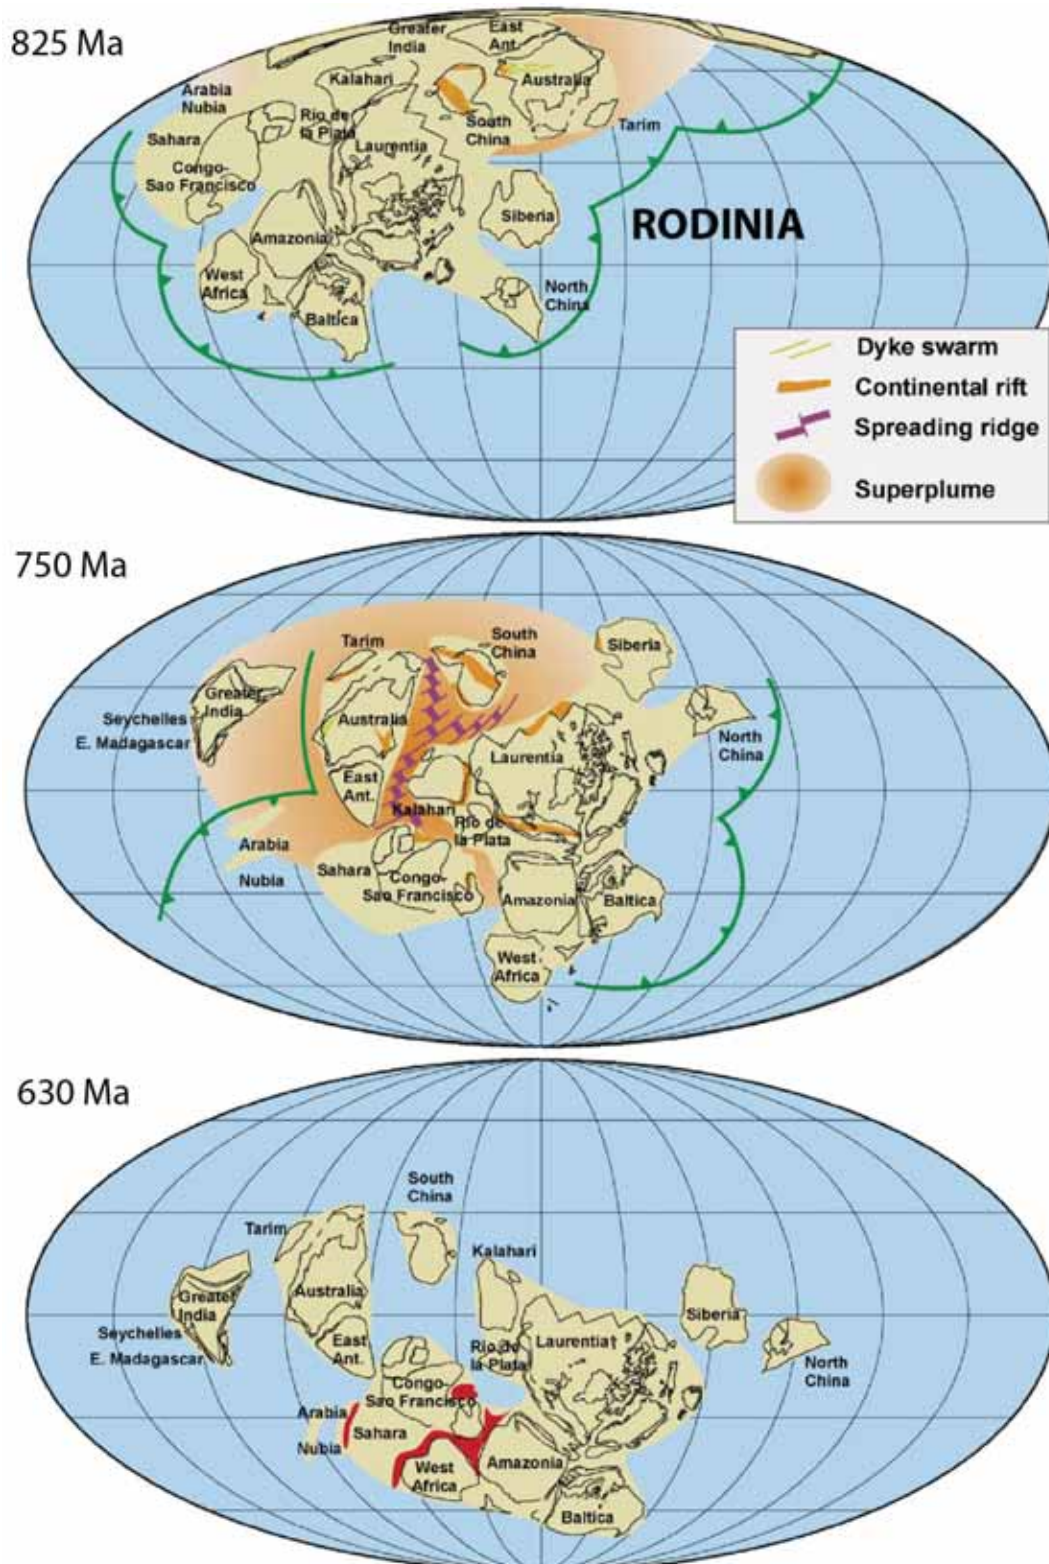 825 Ma
Greater
India
East
Ant.
Kalahari
Australia
Arabia
Nubia
Rio de
la Plata
South
China
Tarim
Sahara
Laurentia
Congo-
Sao Francisco
Siberia
RODINIA
Amazonia
West
Africa
North
China
Baltica
Dyke swarm
Continental rift
Spreading ridge
Superplume
750 Ma
Tarim
South
China
Siberia
Greater
India
Seychelles
E. Madagascar
Australia
Laurentia
North
China
East
Ant.
Kalahari
Rio de
la Plata
Arabia
Nubia
Sahara
Congo-
Sao Francisco
Amazonia
Baltica
West
Africa
630 Ma
South
China
Tarim
Kalahari
Greater
India
Australia
Siberia
Seychelles
E. Madagascar
East
Ant.
Rio de
la Plata
Laurentia
North
China
Congo-
Sao Francisco
Arabia
Nubia
Sahara
West
Africa
Amazonia
Baltica